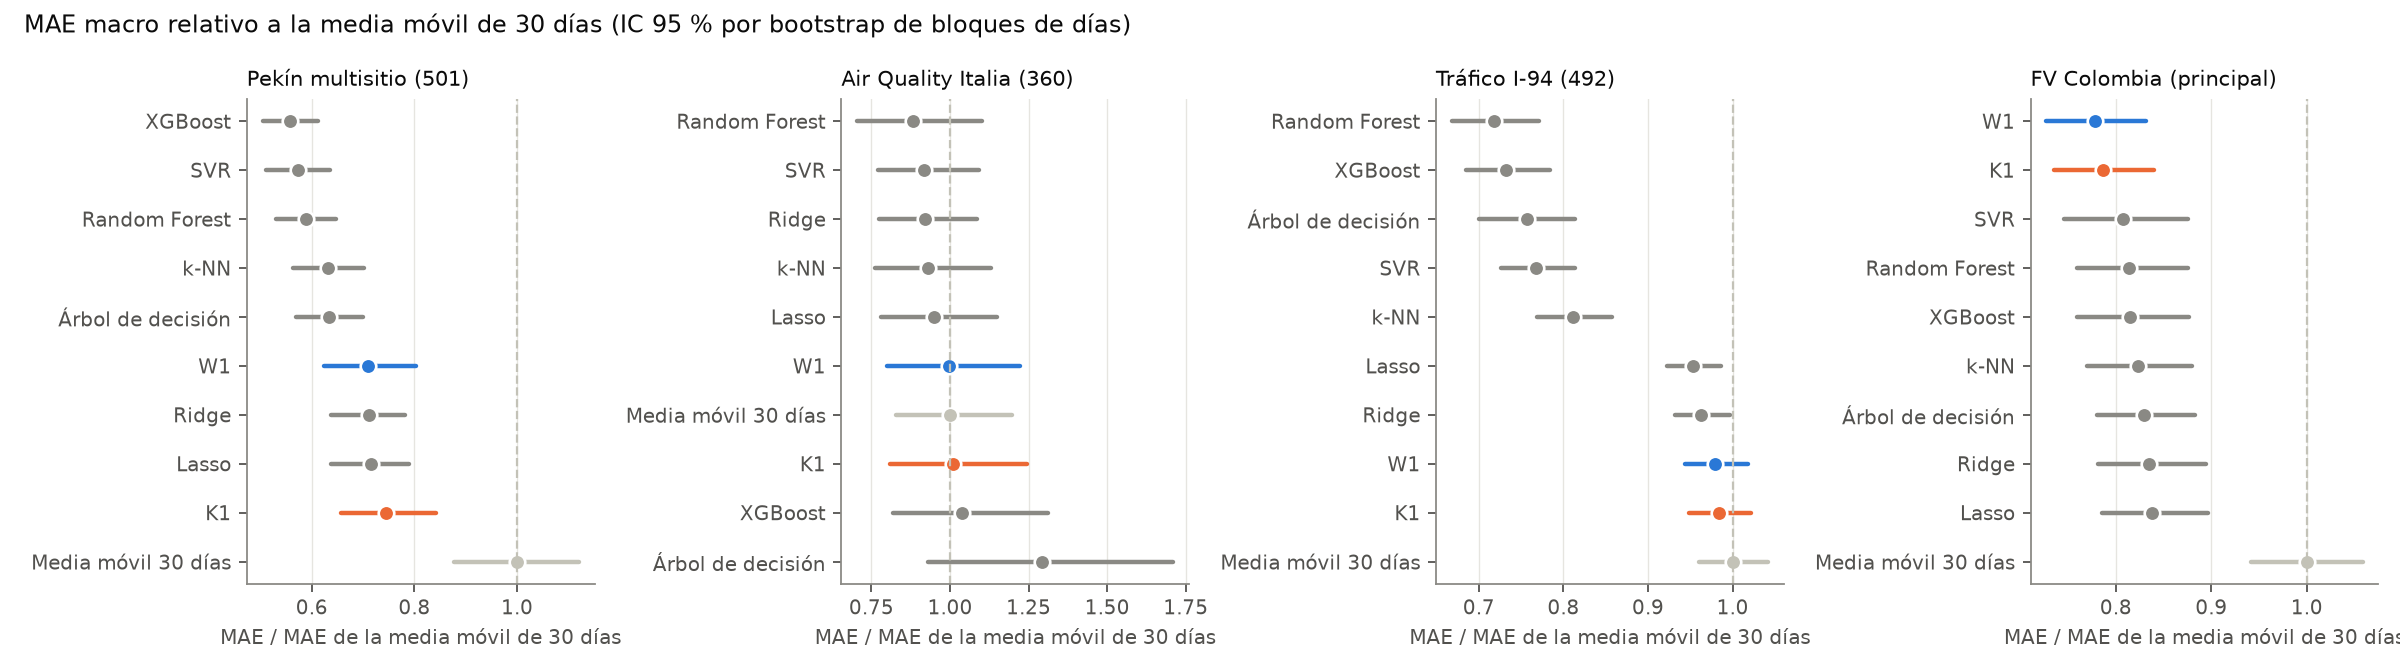 MAE macro relativo a la media móvil de 30 días (IC 95 % por bootstrap de bloques de días)
Pekín multisitio (501)
XGBoost
SVR
Random Forest
k-NN
Árbol de decisión
W1
Ridge
Lasso
K1
Media móvil 30 días
0.6 0.8 1.0
MAE / MAE de la media móvil de 30 días
Air Quality Italia (360)
Random Forest
SVR
Ridge
k-NN
Lasso
W1
Media móvil 30 días
K1
XGBoost
Árbol de decisión
0.75 1.00 1.25 1.50 1.75
MAE / MAE de la media móvil de 30 días
Tráfico I-94 (492)
Random Forest
XGBoost
Árbol de decisión
SVR
k-NN
Lasso
Ridge
W1
K1
Media móvil 30 días
0.7 0.8 0.9 1.0
MAE / MAE de la media móvil de 30 días
FV Colombia (principal)
W1
K1
SVR
Random Forest
XGBoost
k-NN
Árbol de decisión
Ridge
Lasso
Media móvil 30 días
0.8 0.9 1.0
MAE / MAE de la media móvil de 30 días